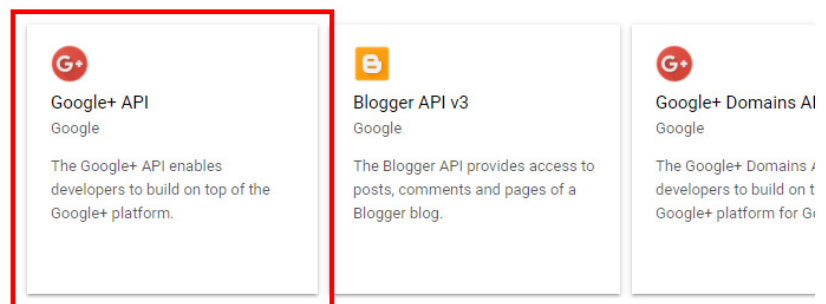 Google+ API
Google
The Google+ API enables
developers to build on top of the
Google+ platform.
Blogger API v3
Google
The Blogger API provides access to
posts, comments and pages of a
Blogger blog.
Google+ Domains
Google
The Google+ Domains
developers to build on
Google+ platform for